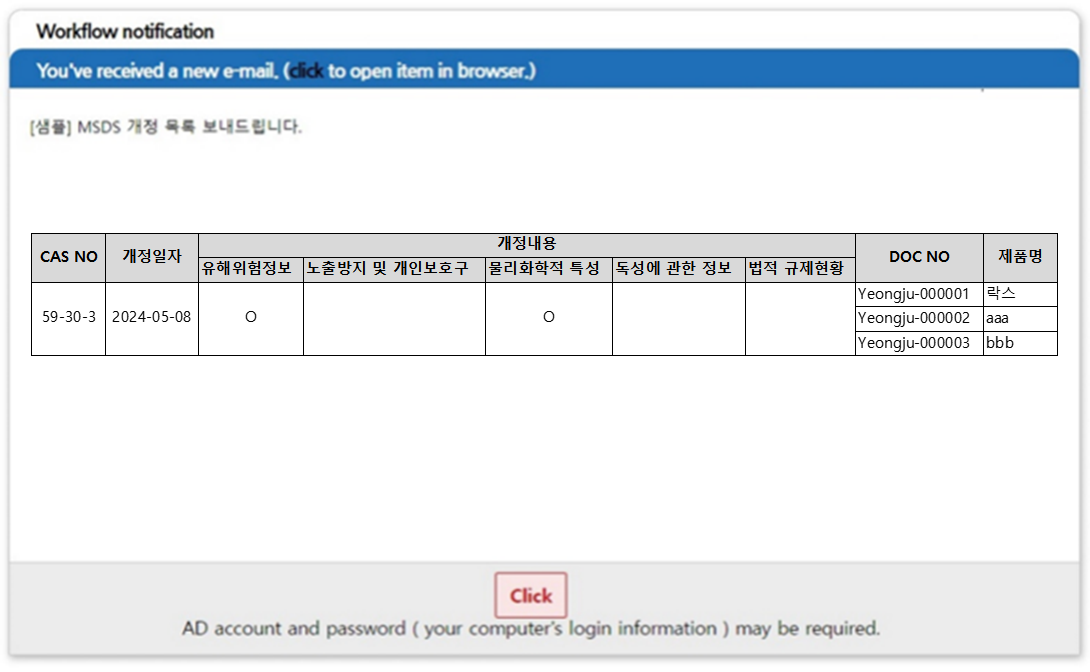 Workflow notification
You've received a new e-mail. (click to open item in browser.)
[샘플] MSDS 개정 목록 보내드립니다.
CAS NO 개정일자 개정내용 DOC NO 제품명
유해위험정보 노출방지 및 개인보호구 물리화학적 특성 독성에 관한 정보 법적 규제현황
59-30-3 2024-05-08 O O
Yeongju-000001 락스
Yeongju-000002 aaa
Yeongju-000003 bbb
Click
AD account and password ( your computer's login information ) may be required.